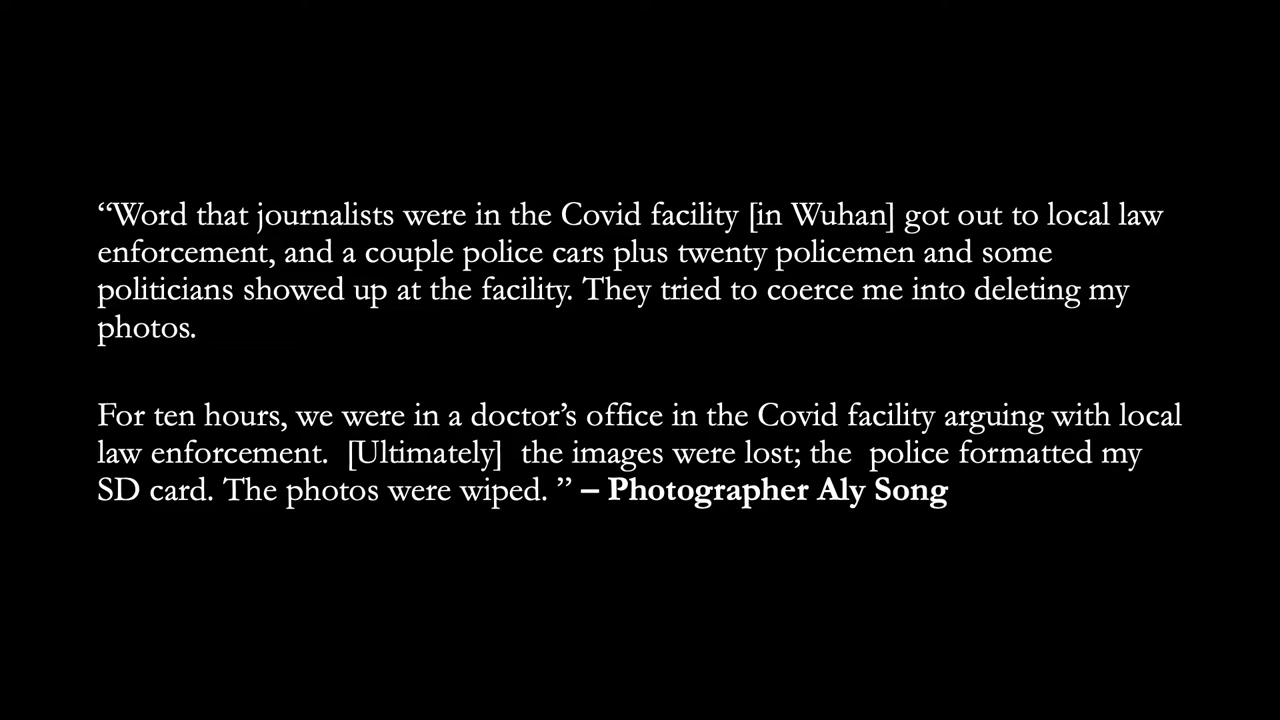 “Word that journalists were in the Covid facility [in Wuhan] got out to local law
enforcement, and a couple police cars plus twenty policemen and some
politicians showed up at the facility. They tried to coerce me into deleting my
photos.
For ten hours, we were in a doctor’s office in the Covid facility arguing with local
law enforcement.  [Ultimately]  the images were lost; the  police formatted my
SD card. The photos were wiped. ” – Photographer Aly Song